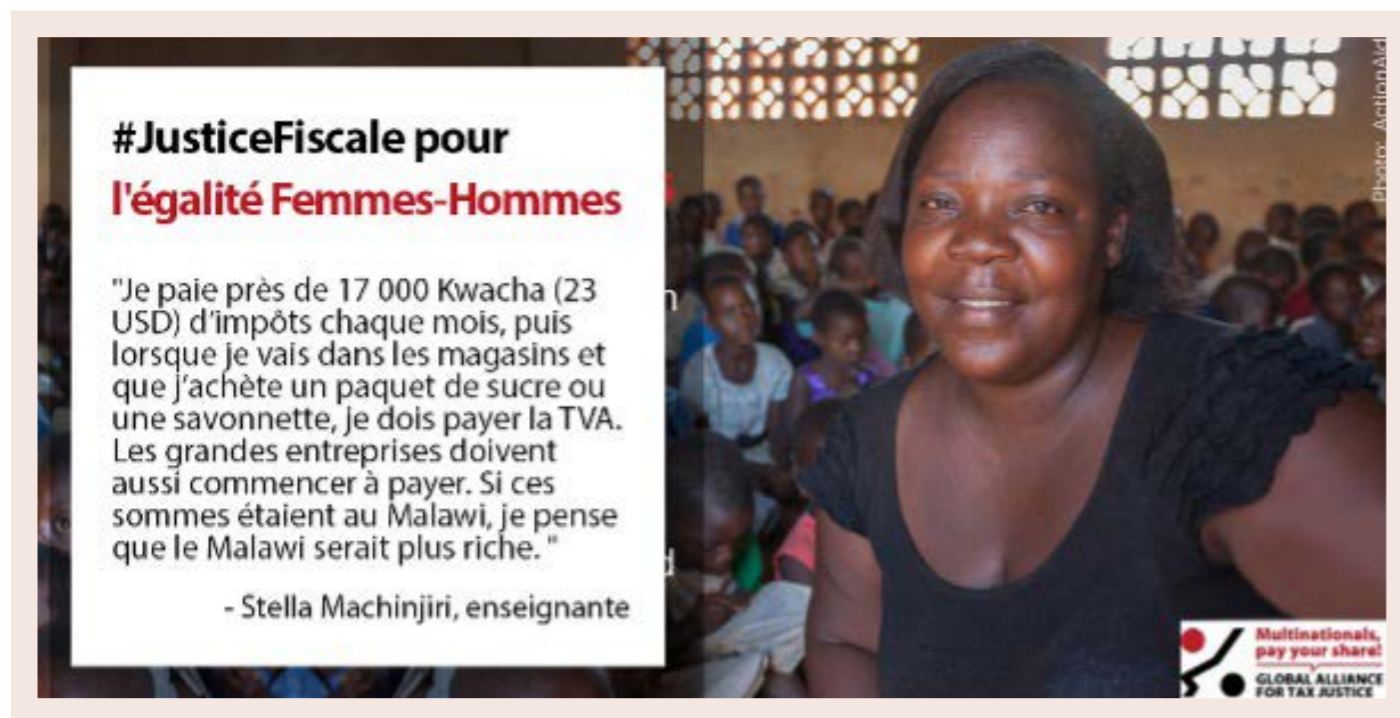 #JusticeFiscale pour
l'égalité Femmes-Hommes
"Je paie près de 17 000 Kwacha (23
USD) d'impôts chaque mois, puis
lorsque je vais dans les magasins et
que j'achète un paquet de sucre ou
une savonnette, je dois payer la TVA.
Les grandes entreprises doivent
aussi commencer à payer. Si ces
sommes étaient au Malawi, je pense
que le Malawi serait plus riche. "
- Stella Machinjiri, enseignante
Photo: ActionAid
Multinationals,
pay your share!
GLOBAL ALLIANCE
FOR TAX JUSTICE